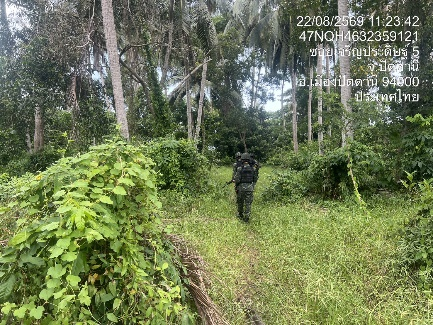 22/08/2569 11:23:42
47NQH4632359121
ซอย เจริญประดิษฐ์ 5
จ.ปัตตานี
อ.เมืองปัตตานี 94000
ประเทศไทย